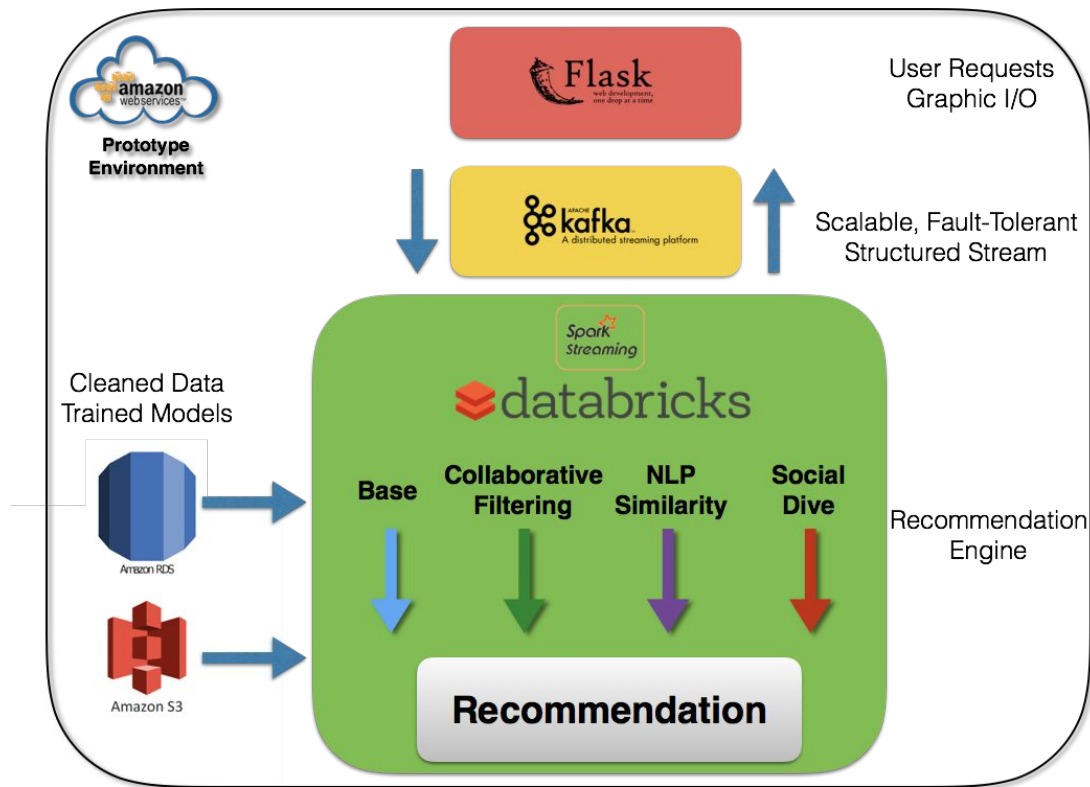 amazon
webservices™
Prototype
Environment
Flask
web development,
one drop at a time
User Requests
Graphic I/O
APACHE
kafka™
A distributed streaming platform
Scalable, Fault-Tolerant
Structured Stream
Spark
Streaming
databricks
Cleaned Data
Trained Models
Amazon RDS
Amazon S3
Base
Collaborative
Filtering
NLP
Similarity
Social
Dive
Recommendation
Engine
Recommendation